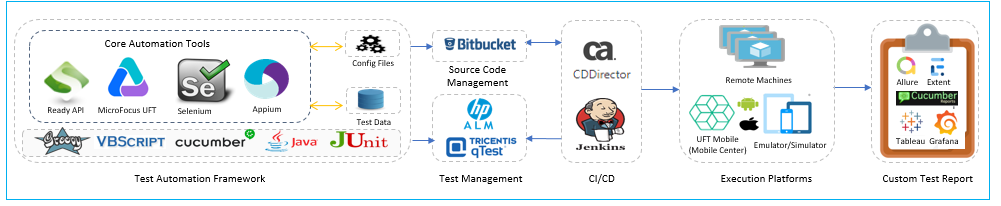 Core Automation Tools
Ready API
MicroFocus UFT
Se
Selenium
Appium
Config Files
Test Data
Groovy
VBSCRIPT
cucumber
Java
JUnit
Test Automation Framework
Bitbucket
Source Code
Management
hp
ALM
TRICENTIS
qTest
Test Management
ca.
CDDirector
Jenkins
CI/CD
Remote Machines
UFT Mobile
(Mobile Center)
Emulator/Simulator
Execution Platforms
Allure
Extent
Cucumber
Reports
Tableau
Grafana
Custom Test Report